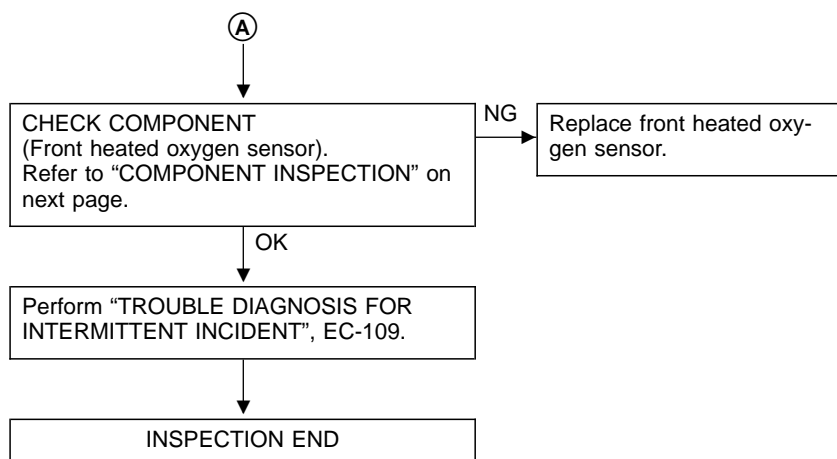 A
CHECK COMPONENT
(Front heated oxygen sensor).
Refer to “COMPONENT INSPECTION” on
next page.
NG
Replace front heated oxy-
gen sensor.
OK
Perform “TROUBLE DIAGNOSIS FOR
INTERMITTENT INCIDENT”, EC-109.
INSPECTION END